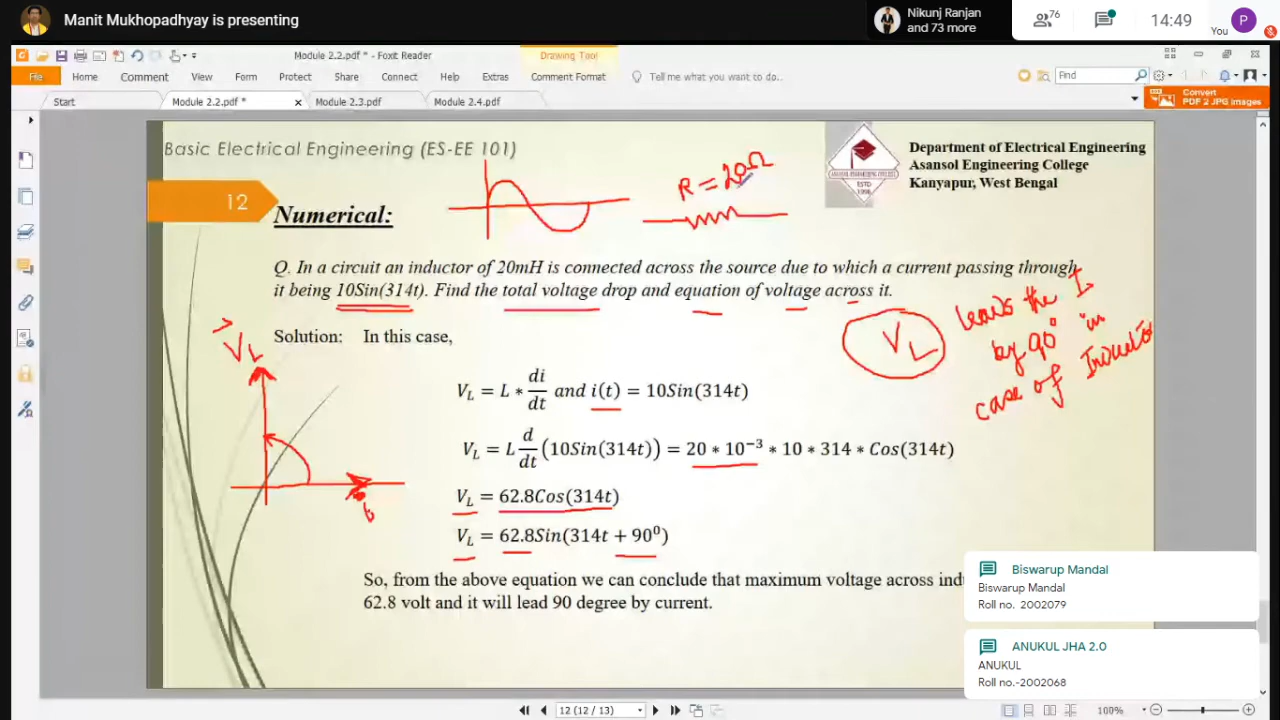 Manit Mukhopadhyay is presenting
Nikunj Ranjan
and 73 more
76
14:49
You
P
Module 2.2.pdf * - Foxit Reader
Drawing Tool
File Home Comment View Form Protect Share Connect Help Extras Comment Format Tell me what you want to do..
Find
Start Module 2.2.pdf * Module 2.3.pdf Module 2.4.pdf
Convert
PDF 2 JPG Images
Basic Electrical Engineering (ES-EE 101)
Department of Electrical Engineering
Asansol Engineering College
Kanyapur, West Bengal
ESTD
1998
12
Numerical:
R = 20Ω
Q. In a circuit an inductor of 20mH is connected across the source due to which a current passing through
it being 10Sin(314t). Find the total voltage drop and equation of voltage across it.
Solution: In this case,
V_L = L * di/dt and i(t) = 10Sin(314t)
V_L = L d/dt (10Sin(314t)) = 20 * 10⁻³ * 10 * 314 * Cos(314t)
V_L = 62.8Cos(314t)
V_L = 62.8Sin(314t + 90⁰)
So, from the above equation we can conclude that maximum voltage across ind
62.8 volt and it will lead 90 degree by current.
V_L
V_L
leads the I
by 90° in
case of Inductor
Biswarup Mandal
Biswarup Mandal
Roll no. 2002079
ANUKUL JHA 2.0
ANUKUL
Roll no.-2002068
12 (12 / 13)
100%